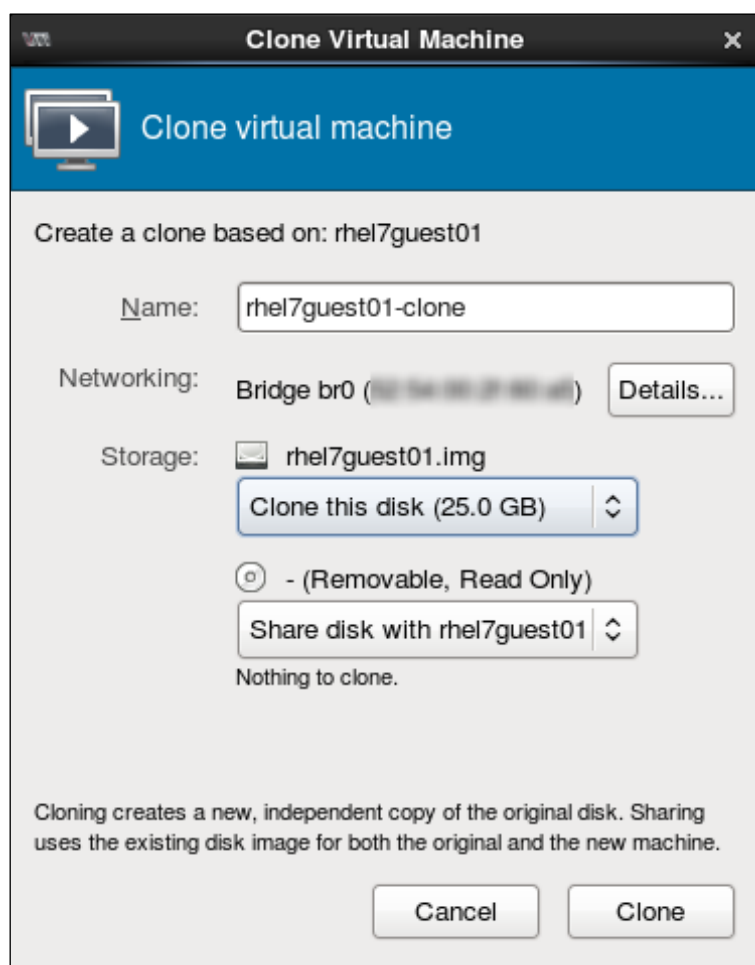 Clone Virtual Machine
Clone virtual machine
Create a clone based on: rhel7guest01
Name: rhel7guest01-clone
Networking: Bridge br0 () Details...
Storage: rhel7guest01.img
Clone this disk (25.0 GB)
- (Removable, Read Only)
Share disk with rhel7guest01
Nothing to clone.
Cloning creates a new, independent copy of the original disk. Sharing
uses the existing disk image for both the original and the new machine.
Cancel Clone